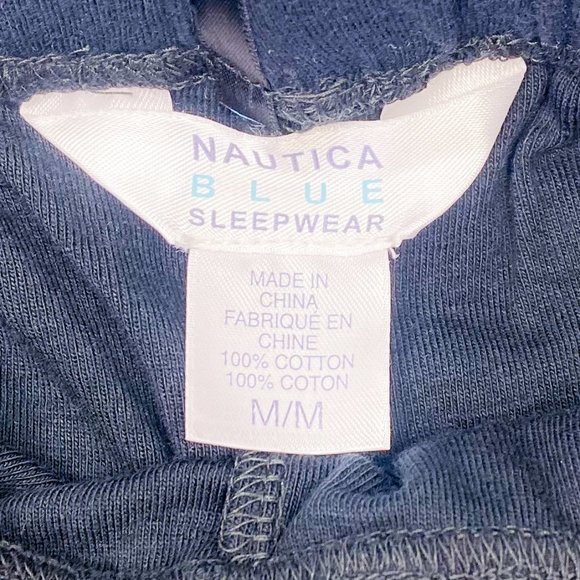 NAUTICA
BLUE
SLEEPWEAR
MADE IN
CHINA
FABRIQUÉ EN
CHINE
100% COTTON
100% COTON
M/M